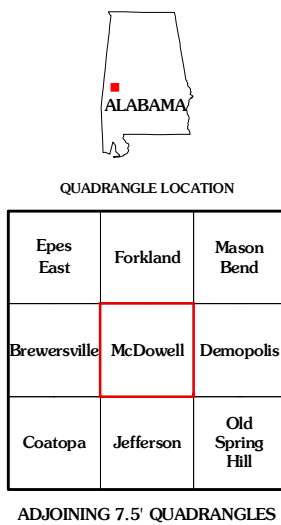 ALABAMA
QUADRANGLE LOCATION
Epes
East
Forkland
Mason
Bend
Brewersville
McDowell
Demopolis
Coatopa
Jefferson
Old
Spring
Hill
ADJOINING 7.5' QUADRANGLES